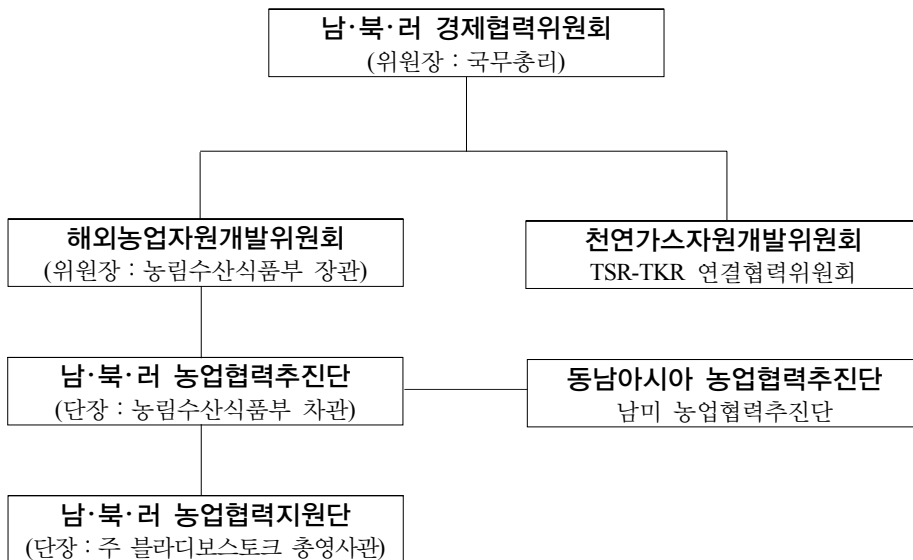 남·북·러 경제협력위원회
(위원장 : 국무총리)
해외농업자원개발위원회
(위원장 : 농림수산식품부 장관)
천연가스자원개발위원회
TSR-TKR 연결협력위원회
남·북·러 농업협력추진단
(단장 : 농림수산식품부 차관)
동남아시아 농업협력추진단
남미 농업협력추진단
남·북·러 농업협력지원단
(단장 : 주 블라디보스토크 총영사관)